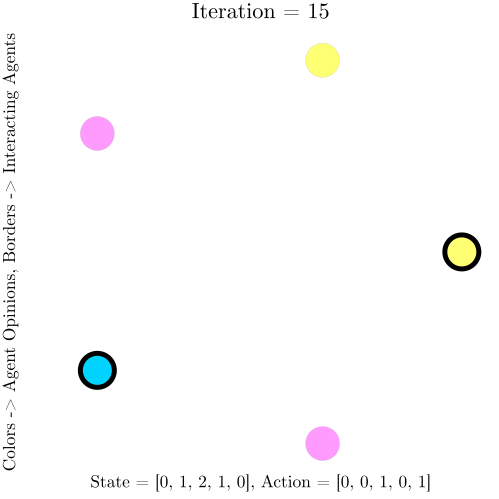 Iteration = 15
Colors -> Agent Opinions, Borders -> Interacting Agents
State = [0, 1, 2, 1, 0], Action = [0, 0, 1, 0, 1]